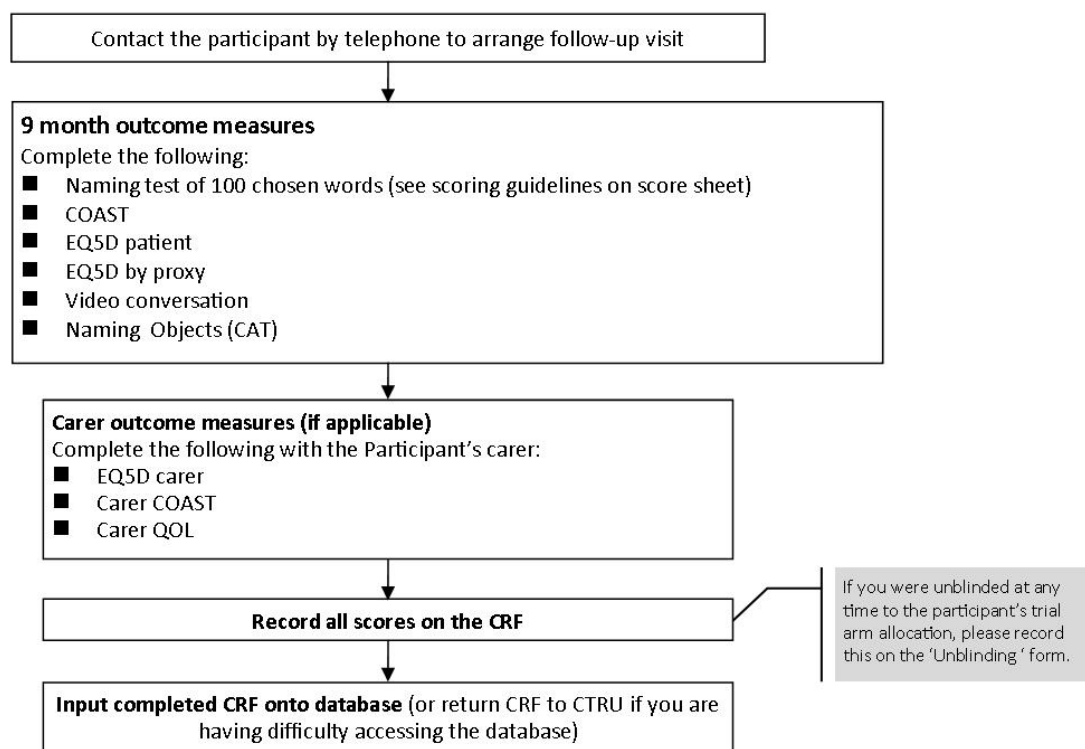 Contact the participant by telephone to arrange follow-up visit
9 month outcome measures
Complete the following:
■ Naming test of 100 chosen words (see scoring guidelines on score sheet)
■ COAST
■ EQ5D patient
■ EQ5D by proxy
■ Video conversation
■ Naming Objects (CAT)
Carer outcome measures (if applicable)
Complete the following with the Participant's carer:
■ EQ5D carer
■ Carer COAST
■ Carer QOL
Record all scores on the CRF
If you were unblinded at any
time to the participant's trial
arm allocation, please record
this on the 'Unblinding ' form.
Input completed CRF onto database (or return CRF to CTRU if you are
having difficulty accessing the database)